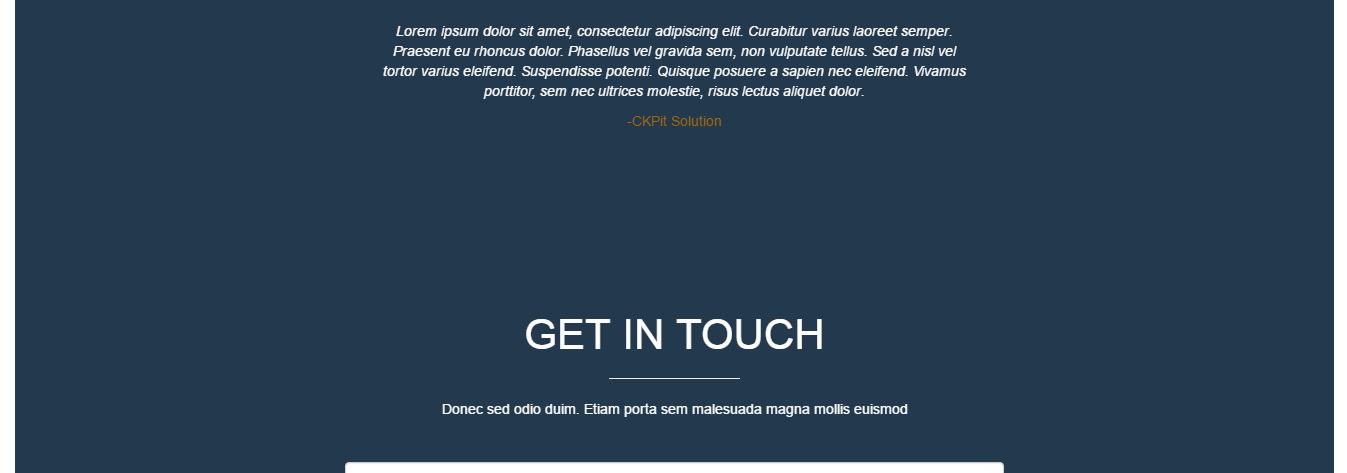 Lorem ipsum dolor sit amet, consectetur adipiscing elit. Curabitur varius laoreet semper.
Praesent eu rhoncus dolor. Phasellus vel gravida sem, non vulputate tellus. Sed a nisl vel
tortor varius eleifend. Suspendisse potenti. Quisque posuere a sapien nec eleifend. Vivamus
porttitor, sem nec ultrices molestie, risus lectus aliquet dolor.
-CKPit Solution
GET IN TOUCH
Donec sed odio duim. Etiam porta sem malesuada magna mollis euismod